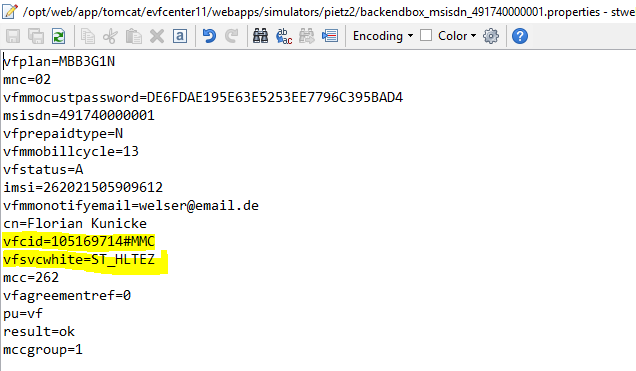 /opt/web/app/tomcat/evfcenter11/webapps/simulators/pietz2/backendbox_msisdn_491740000001.properties - stwe
Encoding
Color
vfplan=MBB3G1N
mnc=02
vfmmocustpassword=DE6FDAE195E63E5253EE7796C395BAD4
msisdn=491740000001
vfprepaidtype=N
vfmmobillcycle=13
vfstatus=A
imsi=262021505909612
vfmmonotifyemail=welser@email.de
cn=Florian Kunicke
vfcid=105169714#MMC
vfsvcwhite=ST_HLTEZ
mcc=262
vfagreementref=0
pu=vf
result=ok
mccgroup=1